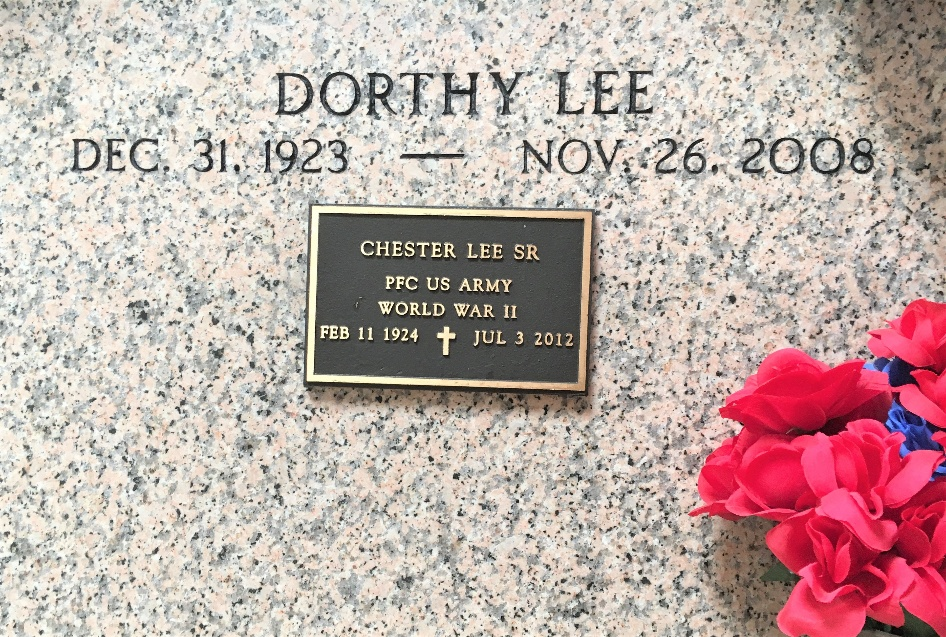 DORTHY LEE
DEC. 31. 1923 — NOV. 26. 2008
CHESTER LEE SR
PFC US ARMY
WORLD WAR II
FEB 11 1924 ✝ JUL 3 2012